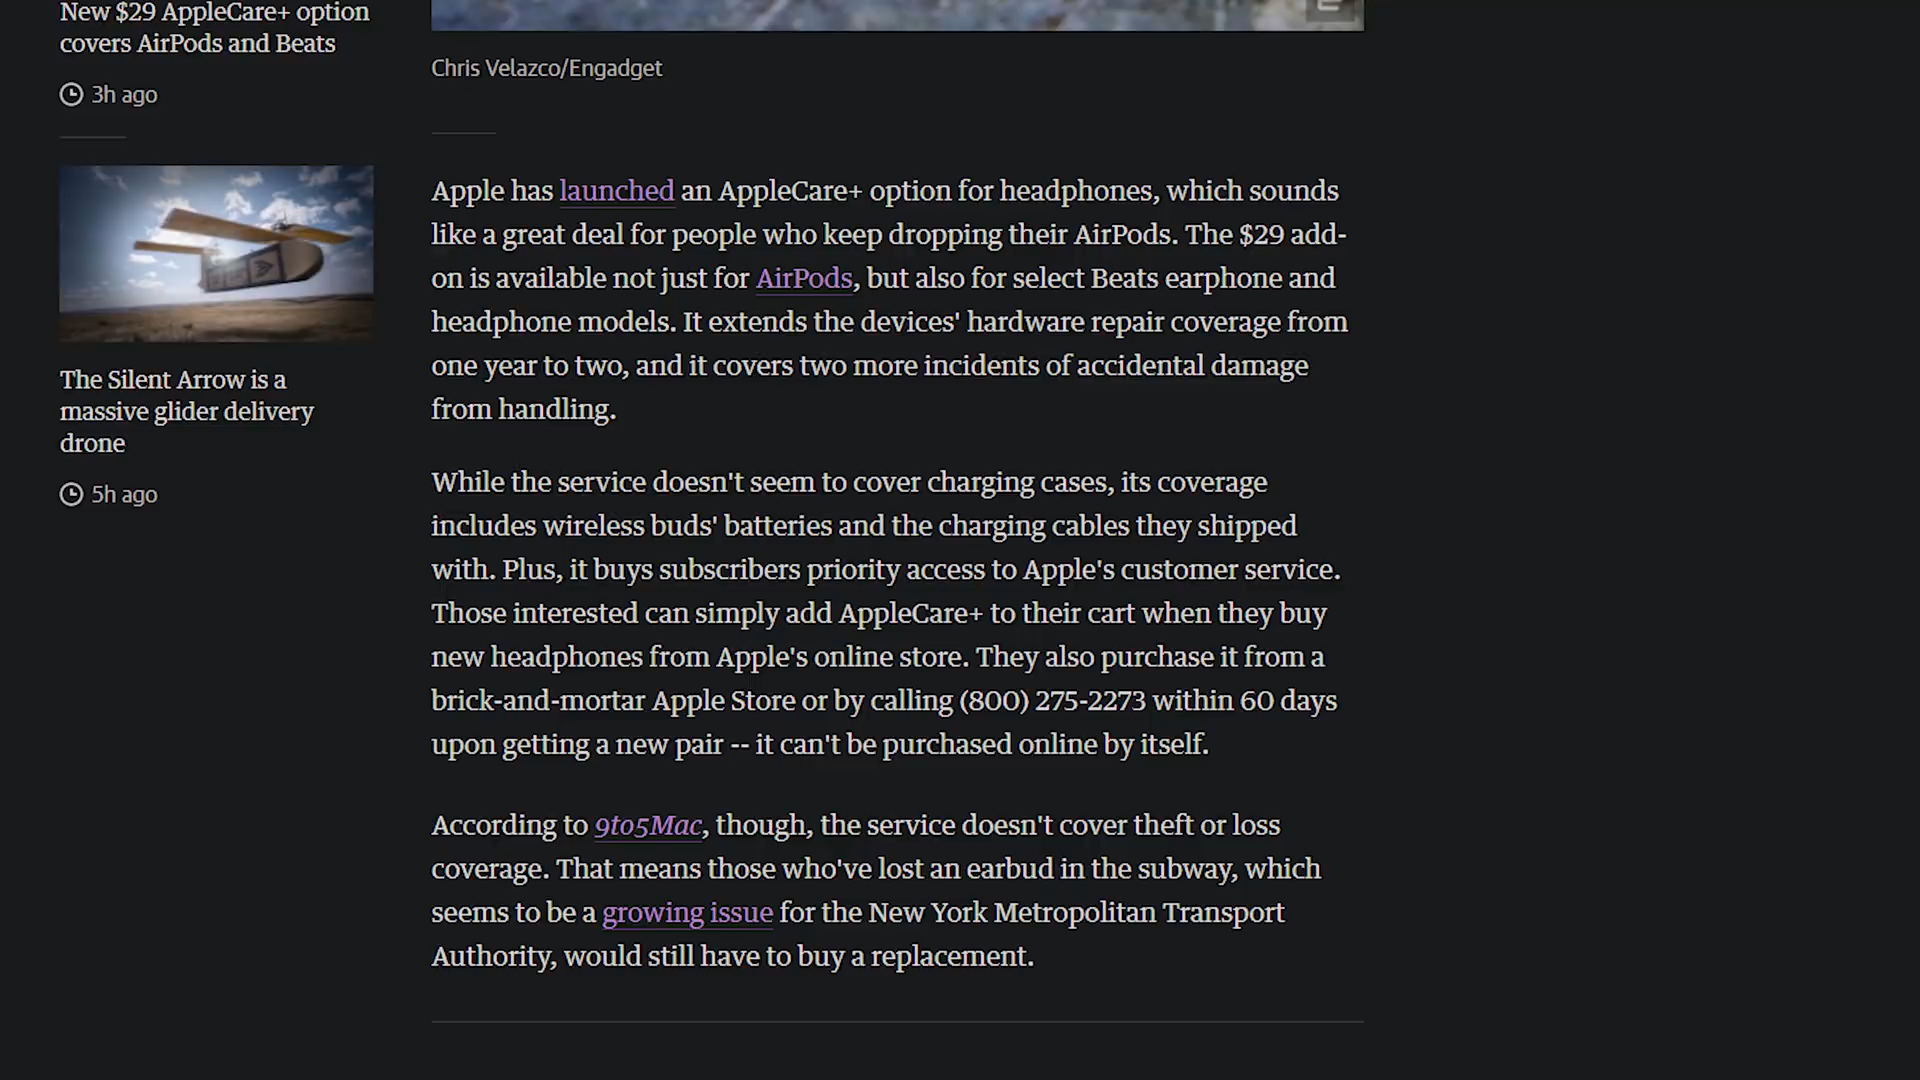 New $29 AppleCare+ option
covers AirPods and Beats
3h ago
The Silent Arrow is a
massive glider delivery
drone
5h ago
Chris Velazco/Engadget
Apple has launched an AppleCare+ option for headphones, which sounds
like a great deal for people who keep dropping their AirPods. The $29 add-
on is available not just for AirPods, but also for select Beats earphone and
headphone models. It extends the devices' hardware repair coverage from
one year to two, and it covers two more incidents of accidental damage
from handling.
While the service doesn't seem to cover charging cases, its coverage
includes wireless buds' batteries and the charging cables they shipped
with. Plus, it buys subscribers priority access to Apple's customer service.
Those interested can simply add AppleCare+ to their cart when they buy
new headphones from Apple's online store. They also purchase it from a
brick-and-mortar Apple Store or by calling (800) 275-2273 within 60 days
upon getting a new pair -- it can't be purchased online by itself.
According to 9to5Mac, though, the service doesn't cover theft or loss
coverage. That means those who've lost an earbud in the subway, which
seems to be a growing issue for the New York Metropolitan Transport
Authority, would still have to buy a replacement.